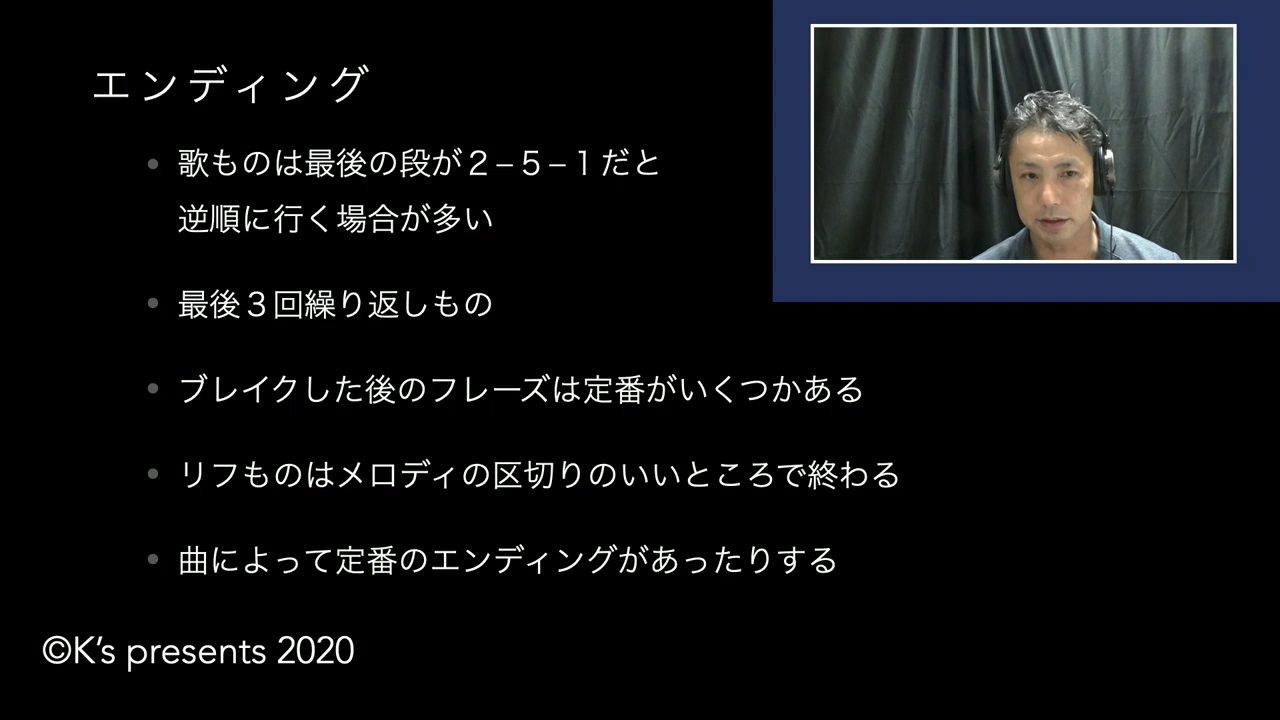 エンディング
• 歌ものは最後の段が２–５–１だと
逆順に行く場合が多い
• 最後３回繰り返しもの
• ブレイクした後のフレーズは定番がいくつかある
• リフものはメロディの区切りのいいところで終わる
• 曲によって定番のエンディングがあったりする
©K’s presents 2020